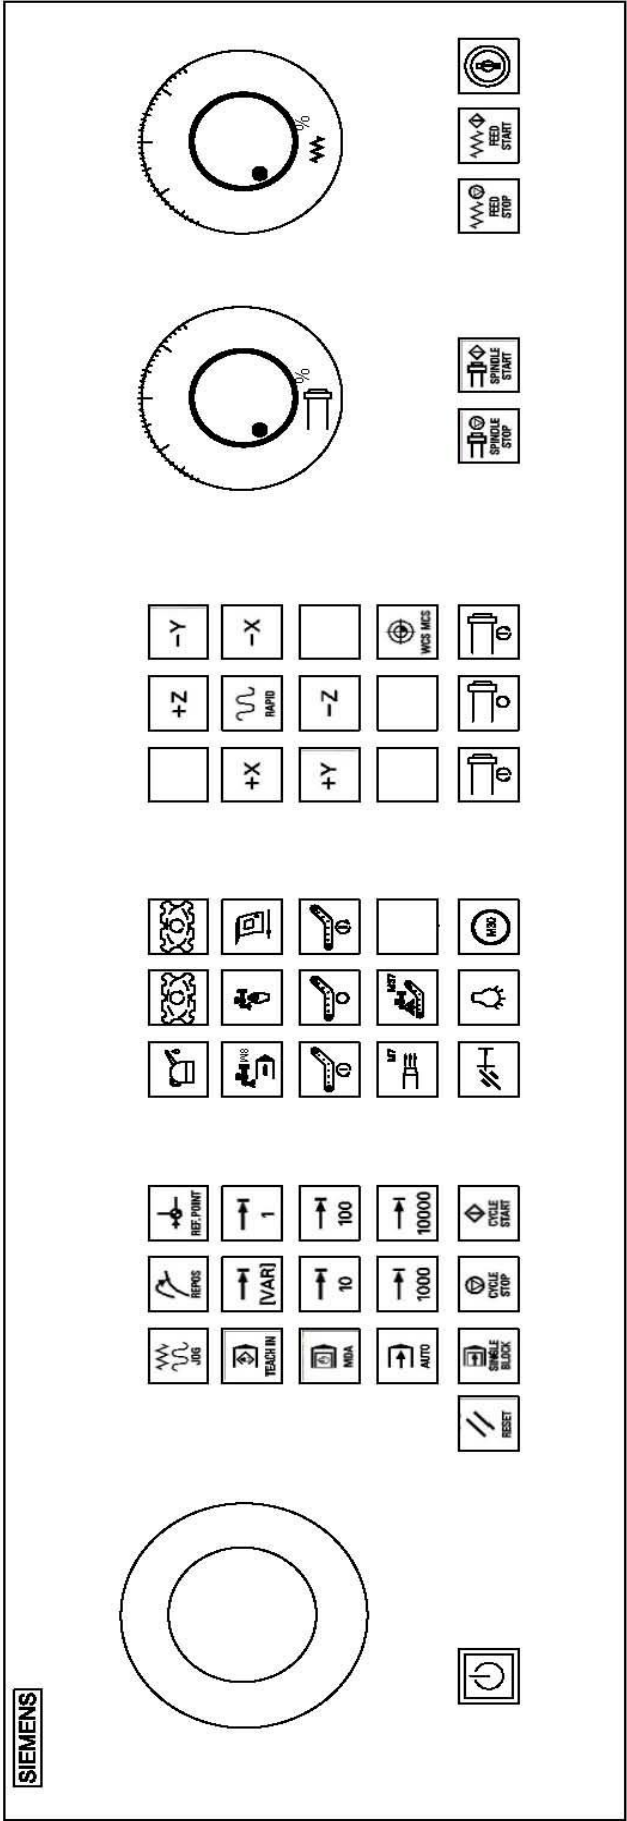 SIEMENS
JOG
REPOS
REF.POINT
+Z
−Y
TEACH IN
[VAR]
1
M8
+X
RAPID
−X
MDA
10
100
+Y
−Z
%
%
AUTO
1000
10000
M7
M37
WCS MCS
RESET
SINGLE
BLOCK
CYCLE
STOP
CYCLE
START
M30
SPINDLE
STOP
SPINDLE
START
FEED
STOP
FEED
START